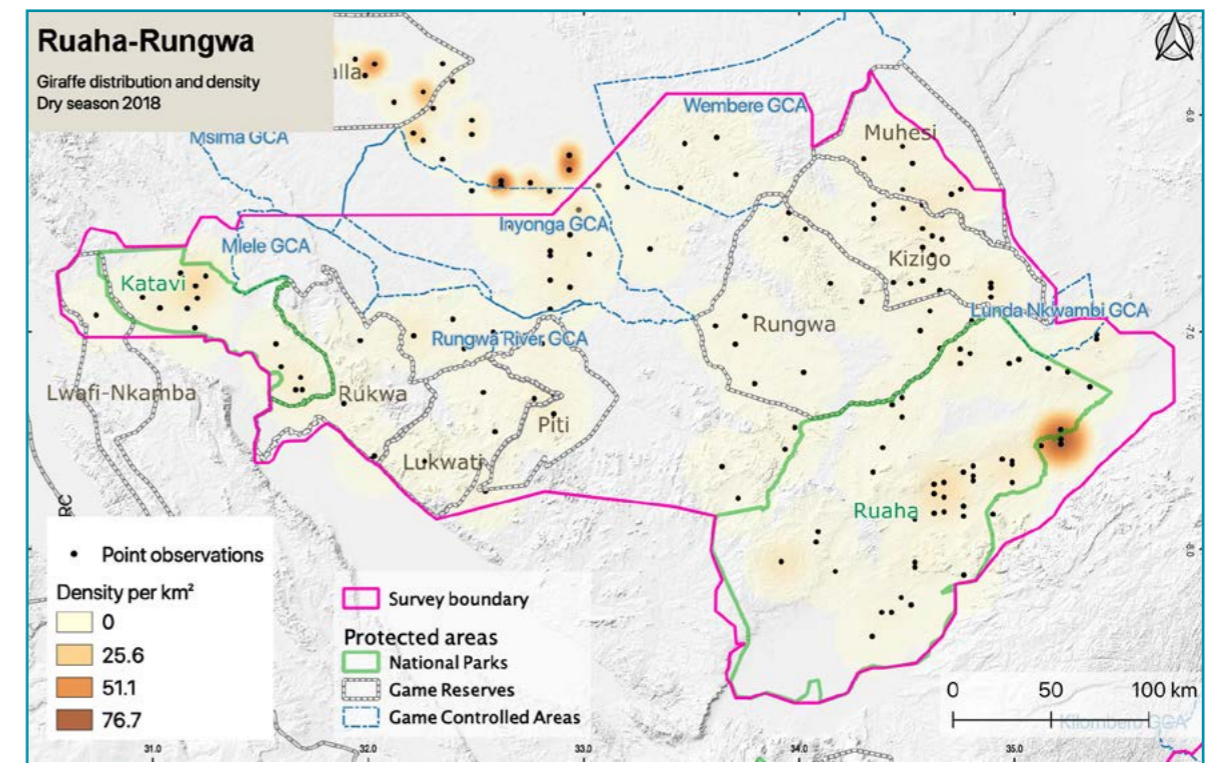 Ruaha-Rungwa
Giraffe distribution and density
Dry season 2018
alla
Msima GCA
Wembere GCA
Muhesi
-6.0
Inyonga GCA
Mlele GCA
Katavi
Kizigo
Lunda Nkwambi GCA
Rungwa
Rungwa River GCA
-7.0
Lwafi-Nkamba
Rukwa
Piti
Lukwati
RC
Ruaha
-8.0
Point observations
Density per km²
0
25.6
51.1
76.7
Survey boundary
Protected areas
National Parks
Game Reserves
Game Controlled Areas
0 50 100 km
Kilombero GCA
31.0 32.0 33.0 34.0 35.0